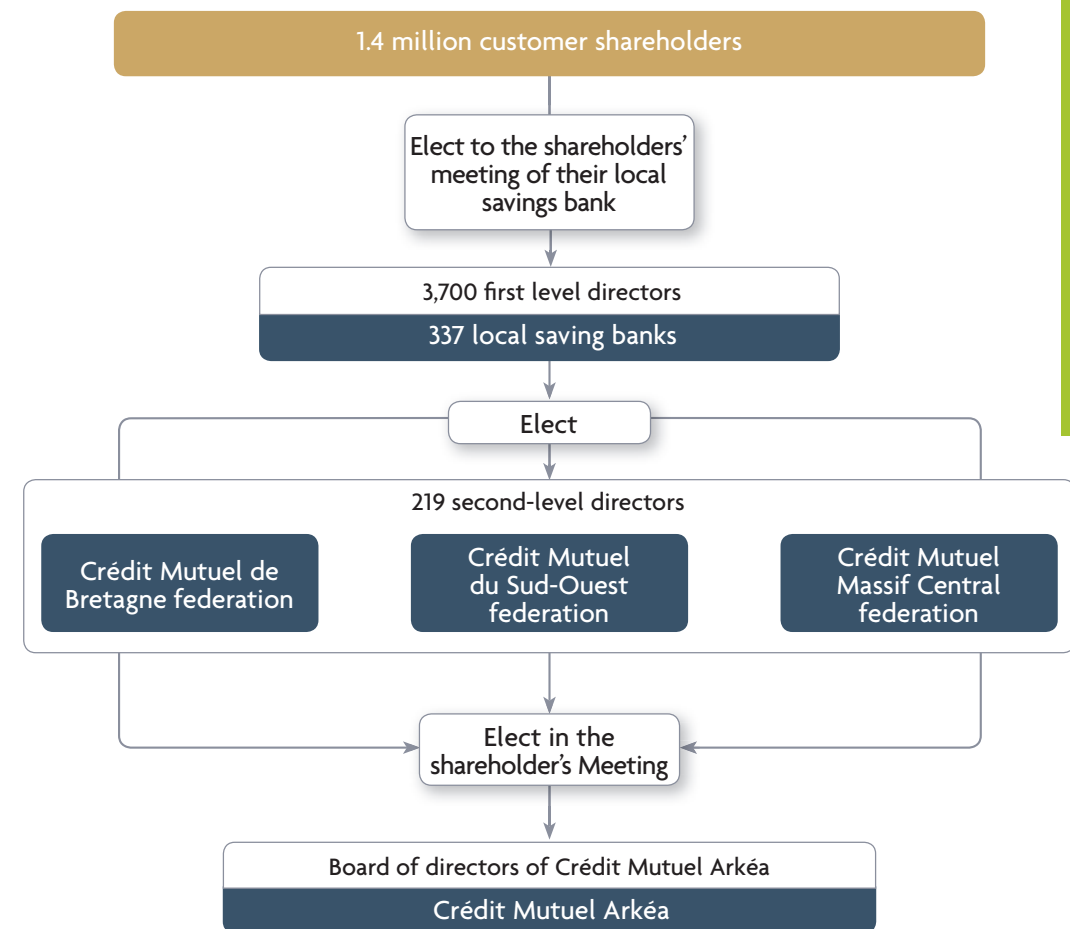 1.4 million customer shareholders
Elect to the shareholders’
meeting of their local
savings bank
3,700 first level directors
337 local saving banks
Elect
219 second-level directors
Crédit Mutuel de
Bretagne federation
Crédit Mutuel
du Sud-Ouest
federation
Crédit Mutuel
Massif Central
federation
Elect in the
shareholder’s Meeting
Board of directors of Crédit Mutuel Arkéa
Crédit Mutuel Arkéa